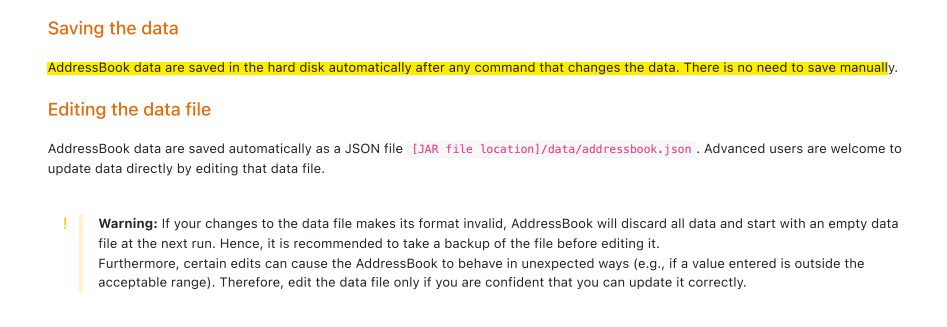 Saving the data
AddressBook data are saved in the hard disk automatically after any command that changes the data. There is no need to save manually.
Editing the data file
AddressBook data are saved automatically as a JSON file [JAR file location]/data/addressbook.json. Advanced users are welcome to
update data directly by editing that data file.
! Warning: If your changes to the data file makes its format invalid, AddressBook will discard all data and start with an empty data
file at the next run. Hence, it is recommended to take a backup of the file before editing it.
Furthermore, certain edits can cause the AddressBook to behave in unexpected ways (e.g., if a value entered is outside the
acceptable range). Therefore, edit the data file only if you are confident that you can update it correctly.